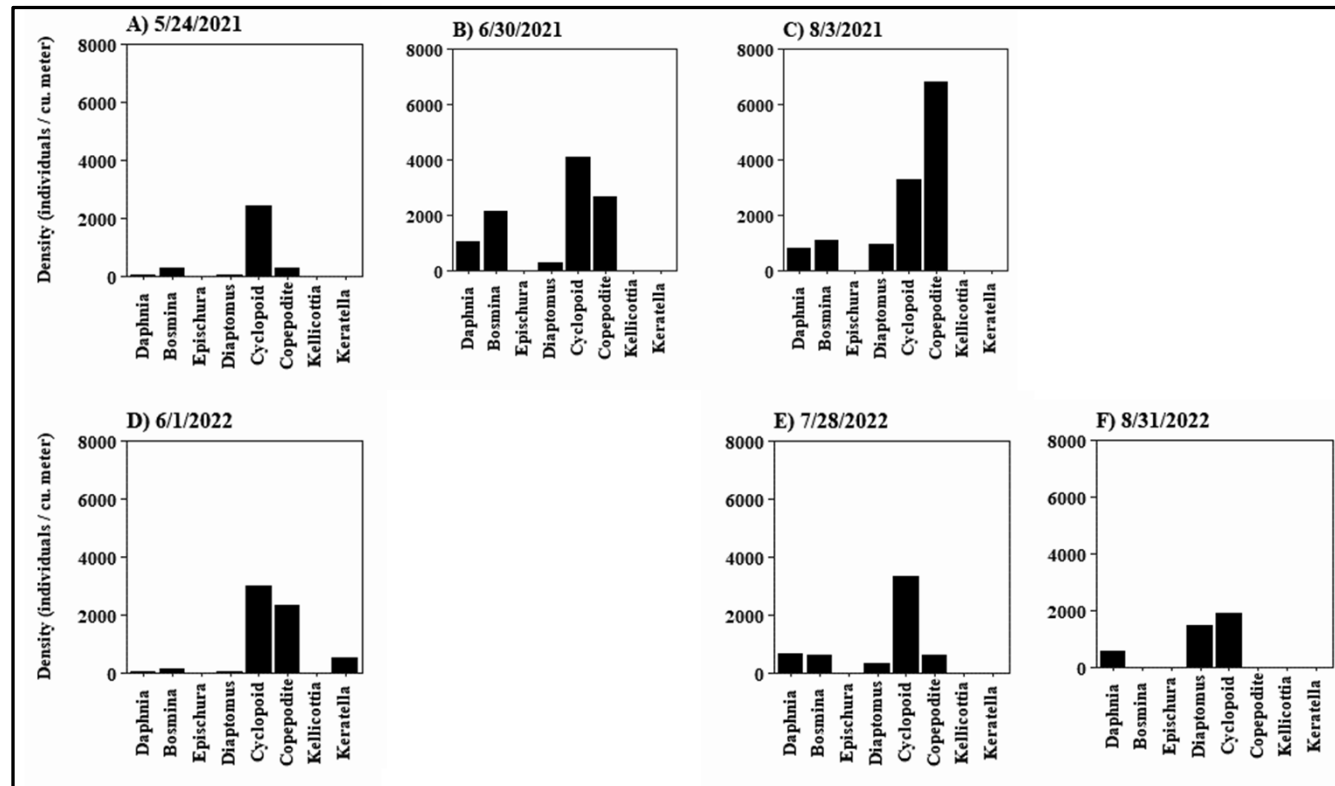 A) 5/24/2021
B) 6/30/2021
C) 8/3/2021
Density (individuals / cu. meter)
8000
6000
4000
2000
0
Daphnia
Bosmina
Epischura
Diaptomus
Cyclopoid
Copepodite
Kellicottia
Keratella
8000
6000
4000
2000
0
Daphnia
Bosmina
Epischura
Diaptomus
Cyclopoid
Copepodite
Kellicottia
Keratella
8000
6000
4000
2000
0
Daphnia
Bosmina
Epischura
Diaptomus
Cyclopoid
Copepodite
Kellicottia
Keratella
D) 6/1/2022
E) 7/28/2022
F) 8/31/2022
Density (individuals / cu. meter)
8000
6000
4000
2000
0
Daphnia
Bosmina
Epischura
Diaptomus
Cyclopoid
Copepodite
Kellicottia
Keratella
8000
6000
4000
2000
0
Daphnia
Bosmina
Epischura
Diaptomus
Cyclopoid
Copepodite
Kellicottia
Keratella
8000
6000
4000
2000
0
Daphnia
Bosmina
Epischura
Diaptomus
Cyclopoid
Copepodite
Kellicottia
Keratella